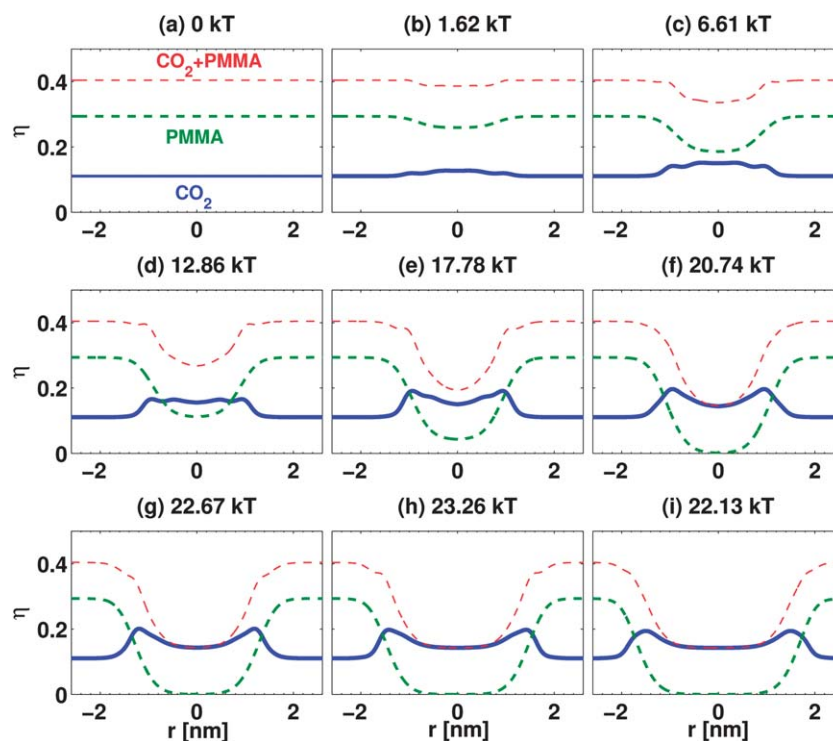 (a) 0 kT (b) 1.62 kT (c) 6.61 kT
CO2+PMMA
PMMA
CO2
η
0.4
0.2
0
−2 0 2 −2 0 2 −2 0 2
(d) 12.86 kT (e) 17.78 kT (f) 20.74 kT
η
0.4
0.2
0
−2 0 2 −2 0 2 −2 0 2
(g) 22.67 kT (h) 23.26 kT (i) 22.13 kT
η
0.4
0.2
0
−2 0 2 −2 0 2 −2 0 2
r [nm] r [nm] r [nm]